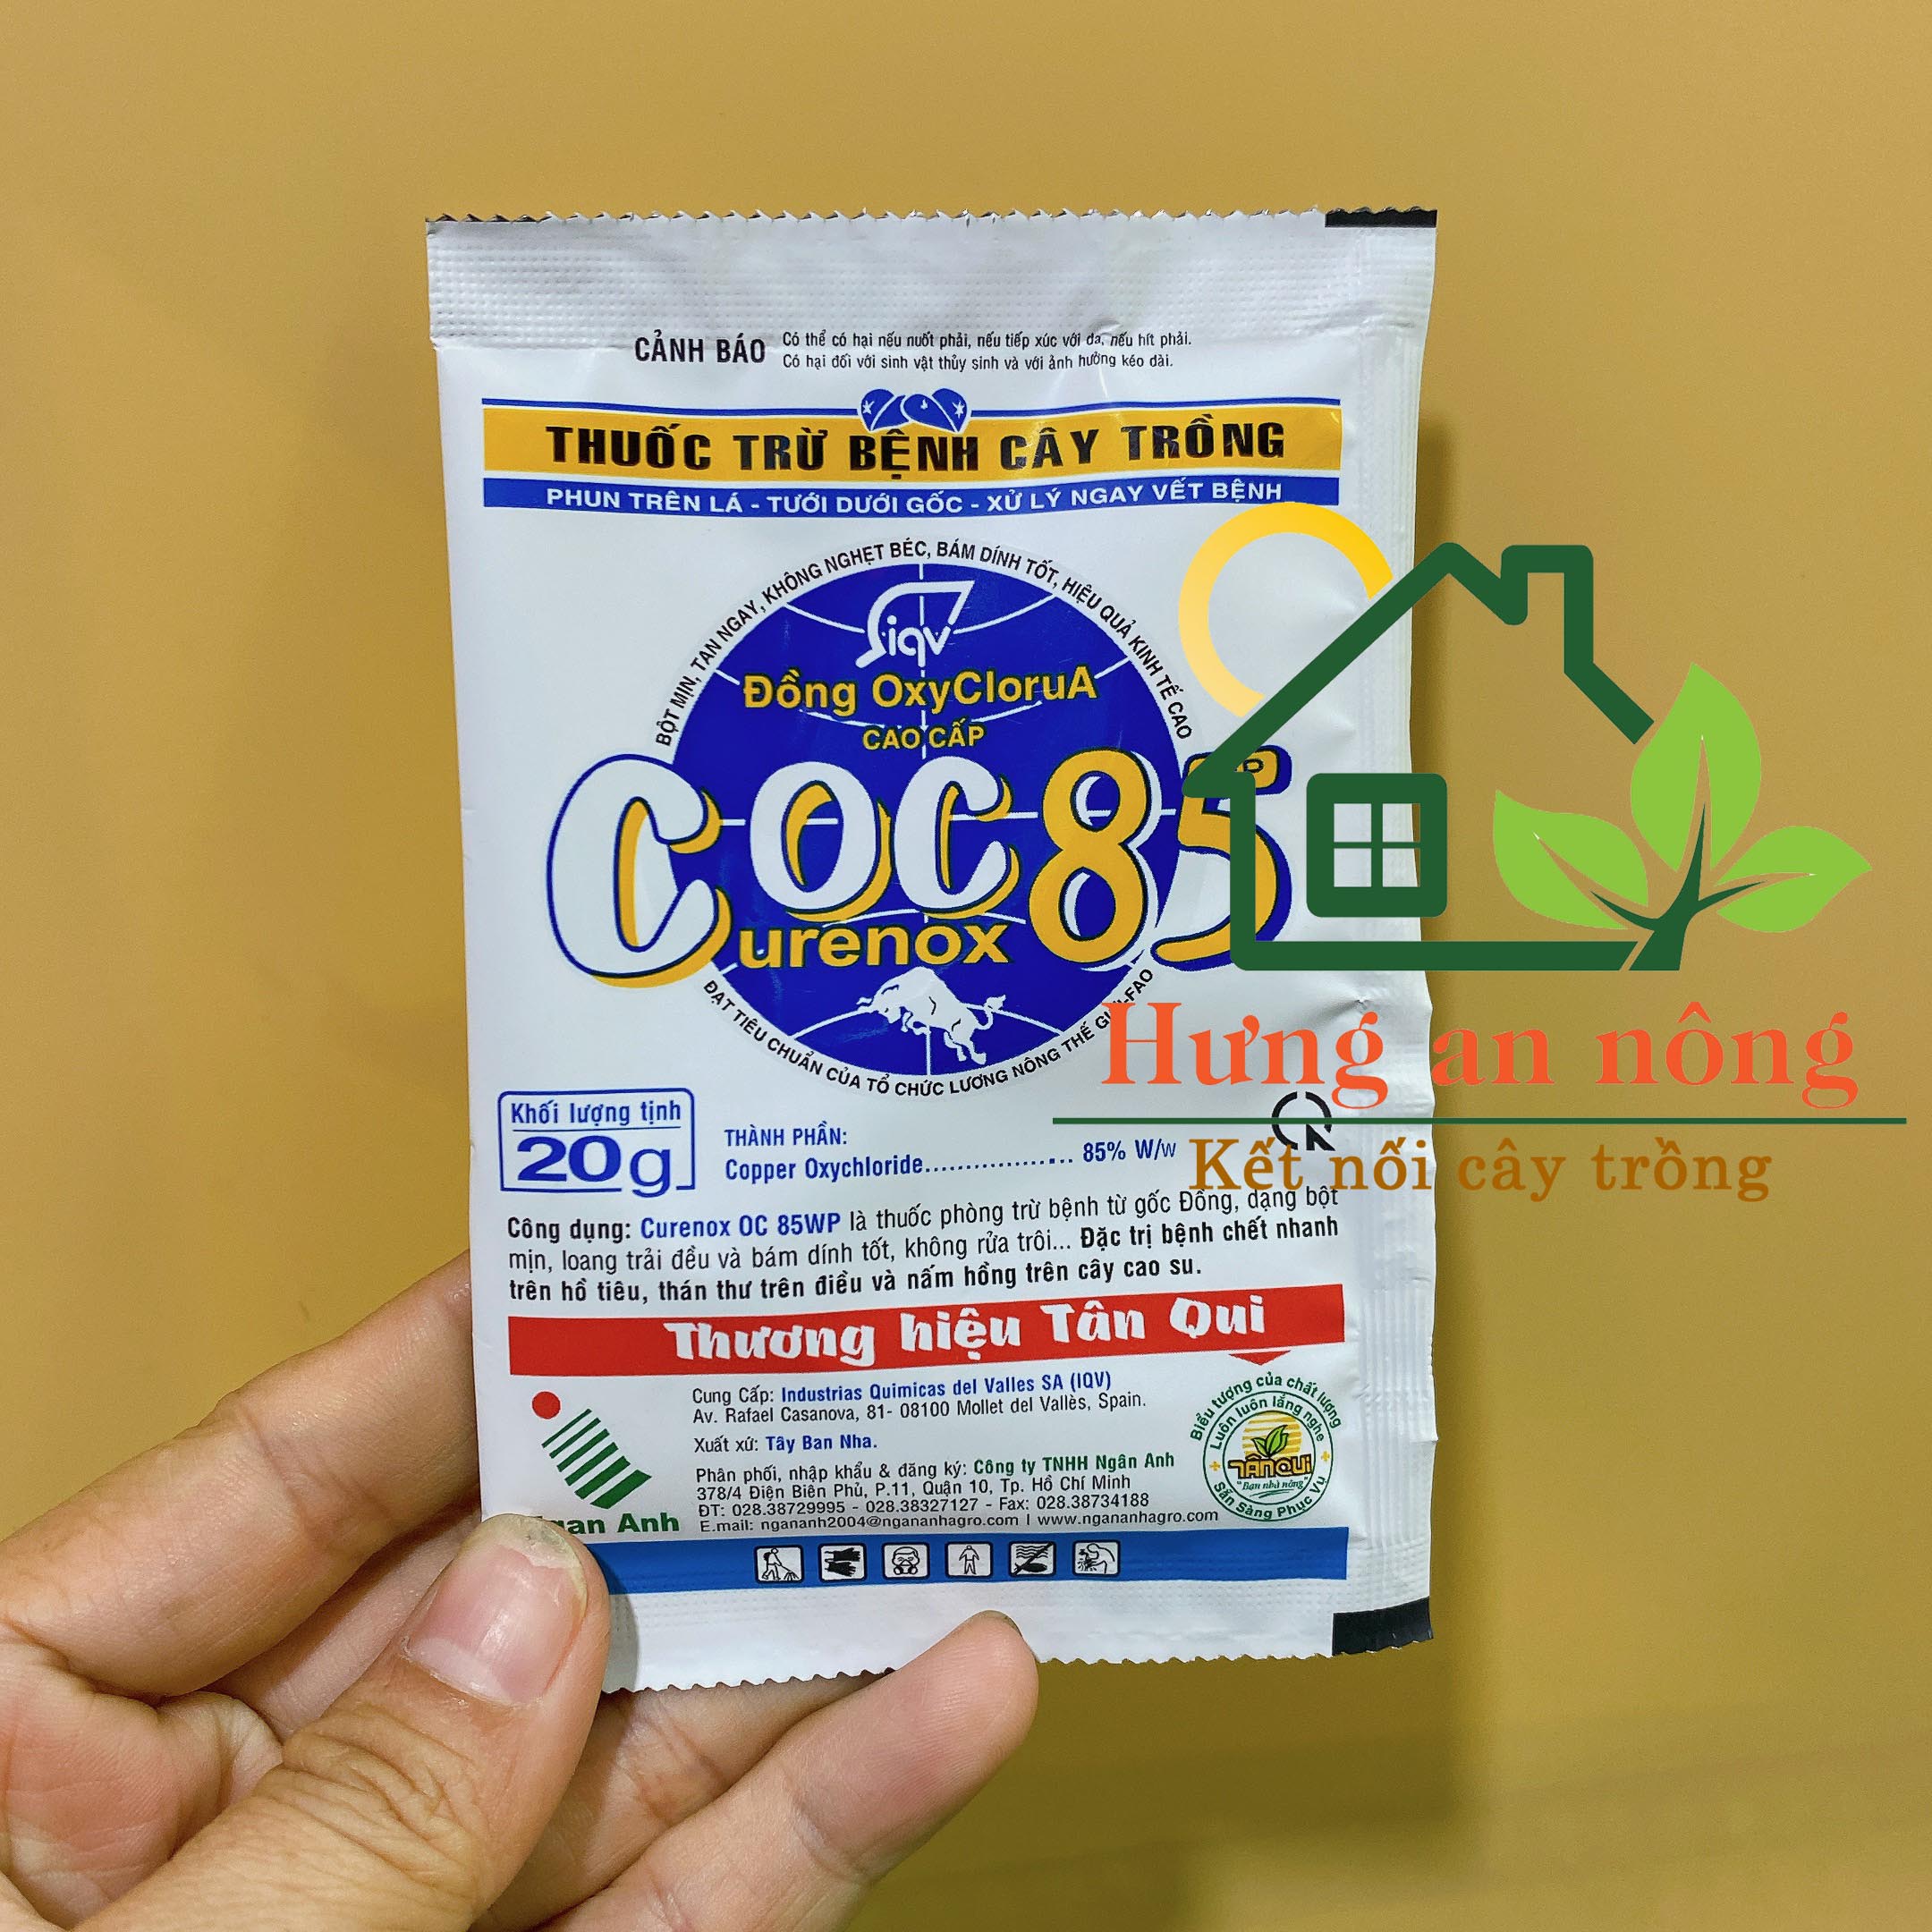 CẢNH BÁO
Có thể có hại nếu nuốt phải, nếu tiếp xúc với da, nếu hít phải.
Có hại đối với sinh vật thủy sinh và với ảnh hưởng kéo dài.
THUỐC TRỪ BỆNH CÂY TRỒNG
PHUN TRÊN LÁ - TƯỚI DƯỚI GỐC - XỬ LÝ NGAY VẾT BỆNH
BỘT MỊN, TAN NGAY, KHÔNG NGHẸT BÉC, BÁM DÍNH TỐT, HIỆU QUẢ KINH TẾ CAO
iqv
Đồng OxyCloruA
CAO CẤP
COC85
urenox
ĐẠT TIÊU CHUẨN CỦA TỔ CHỨC LƯƠNG NÔNG THẾ FAO
Hưng an nông
Kết nối cây trồng
Khối lượng tịnh
20g
THÀNH PHẦN:
Copper Oxychloride.................... 85% W/w
Công dụng: Curenox OC 85WP là thuốc phòng trừ bệnh từ gốc Đồng, dạng bột
mịn, loang trải đều và bám dính tốt, không rửa trôi... Đặc trị bệnh chết nhanh
trên hồ tiêu, thán thư trên điều và nấm hồng trên cây cao su.
Thương hiệu Tân Qui
Cung Cấp: Industrias Quimicas del Valles SA (IQV)
Av. Rafael Casanova, 81- 08100 Mollet del Vallès, Spain.
Xuất xứ: Tây Ban Nha.
Phân phối, nhập khẩu & đăng ký: Công ty TNHH Ngân Anh
378/4 Điện Biên Phủ, P.11, Quận 10, Tp. Hồ Chí Minh
ĐT: 028.38729995 - 028.38327127 - Fax: 028.38734188
E.mail: ngananh2004@ngananhagro.com | www.ngananhagro.com
Anh
Biểu tượng của chất lượng
Luôn luôn lắng nghe
TÂNQUI
"Bạn nhà nông"
Sẵn Sàng Phục Vụ